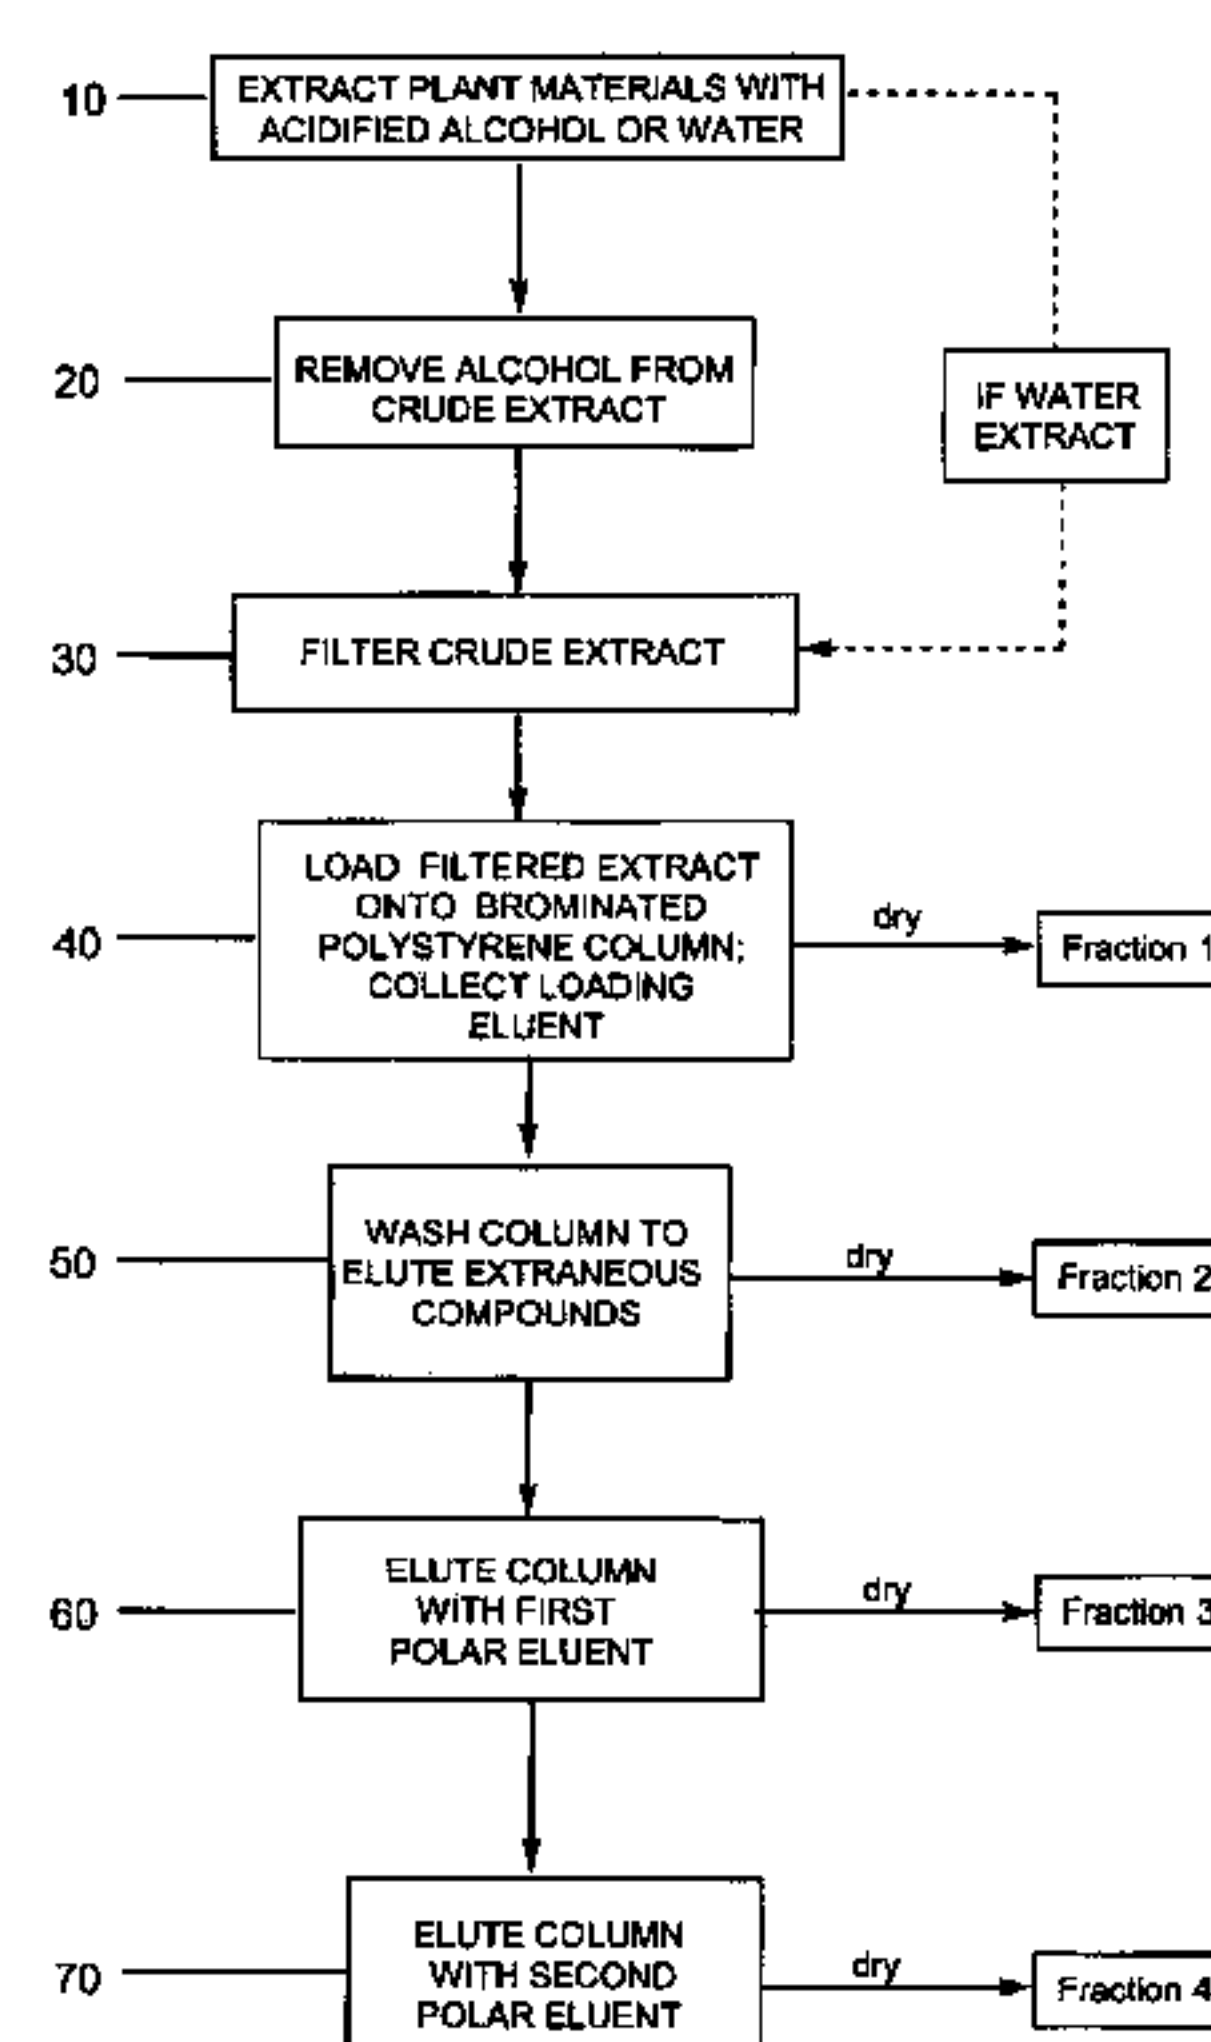 10
EXTRACT PLANT MATERIALS WITH
ACIDIFIED ALCOHOL OR WATER
20
REMOVE ALCOHOL FROM
CRUDE EXTRACT
IF WATER
EXTRACT
30
FILTER CRUDE EXTRACT
40
LOAD FILTERED EXTRACT
ONTO BROMINATED
POLYSTYRENE COLUMN;
COLLECT LOADING
ELUENT
dry
Fraction 1
50
WASH COLUMN TO
ELUTE EXTRANEOUS
COMPOUNDS
dry
Fraction 2
60
ELUTE COLUMN
WITH FIRST
POLAR ELUENT
dry
Fraction 3
70
ELUTE COLUMN
WITH SECOND
POLAR ELUENT
dry
Fraction 4